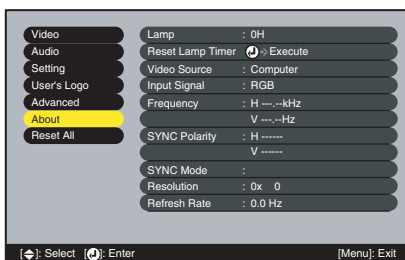 Video
Audio
Setting
User's Logo
Advanced
About
Reset All
Lamp : 0H
Reset Lamp Timer Execute
Video Source : Computer
Input Signal : RGB
Frequency : H ---.--kHz
V ---.--Hz
SYNC Polarity : H ------
V ------
SYNC Mode :
Resolution : 0x 0
Refresh Rate : 0.0 Hz
[ ]: Select [ ]: Enter [Menu]: Exit